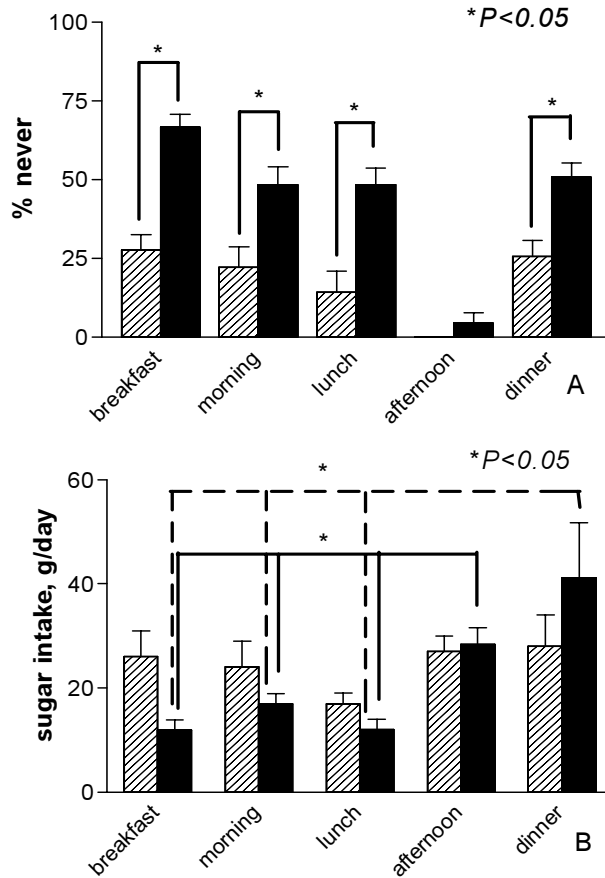 *P<0.05
100
75
50
25
0
% never
*
*
*
*
breakfast
morning
lunch
afternoon
dinner
A
*P<0.05
60
40
20
0
sugar intake, g/day
*
*
breakfast
morning
lunch
afternoon
dinner
B